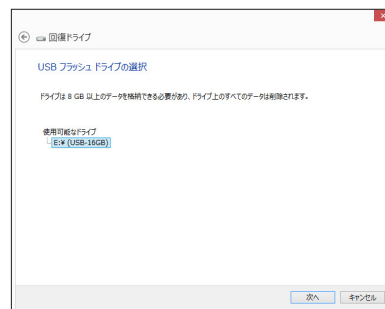 回復ドライブ
USB フラッシュ ドライブの選択
ドライブは 8 GB 以上のデータを格納できる必要があり、ドライブ上のすべてのデータは削除されます。
使用可能なドライブ
E:¥ (USB-16GB)
次へ キャンセル